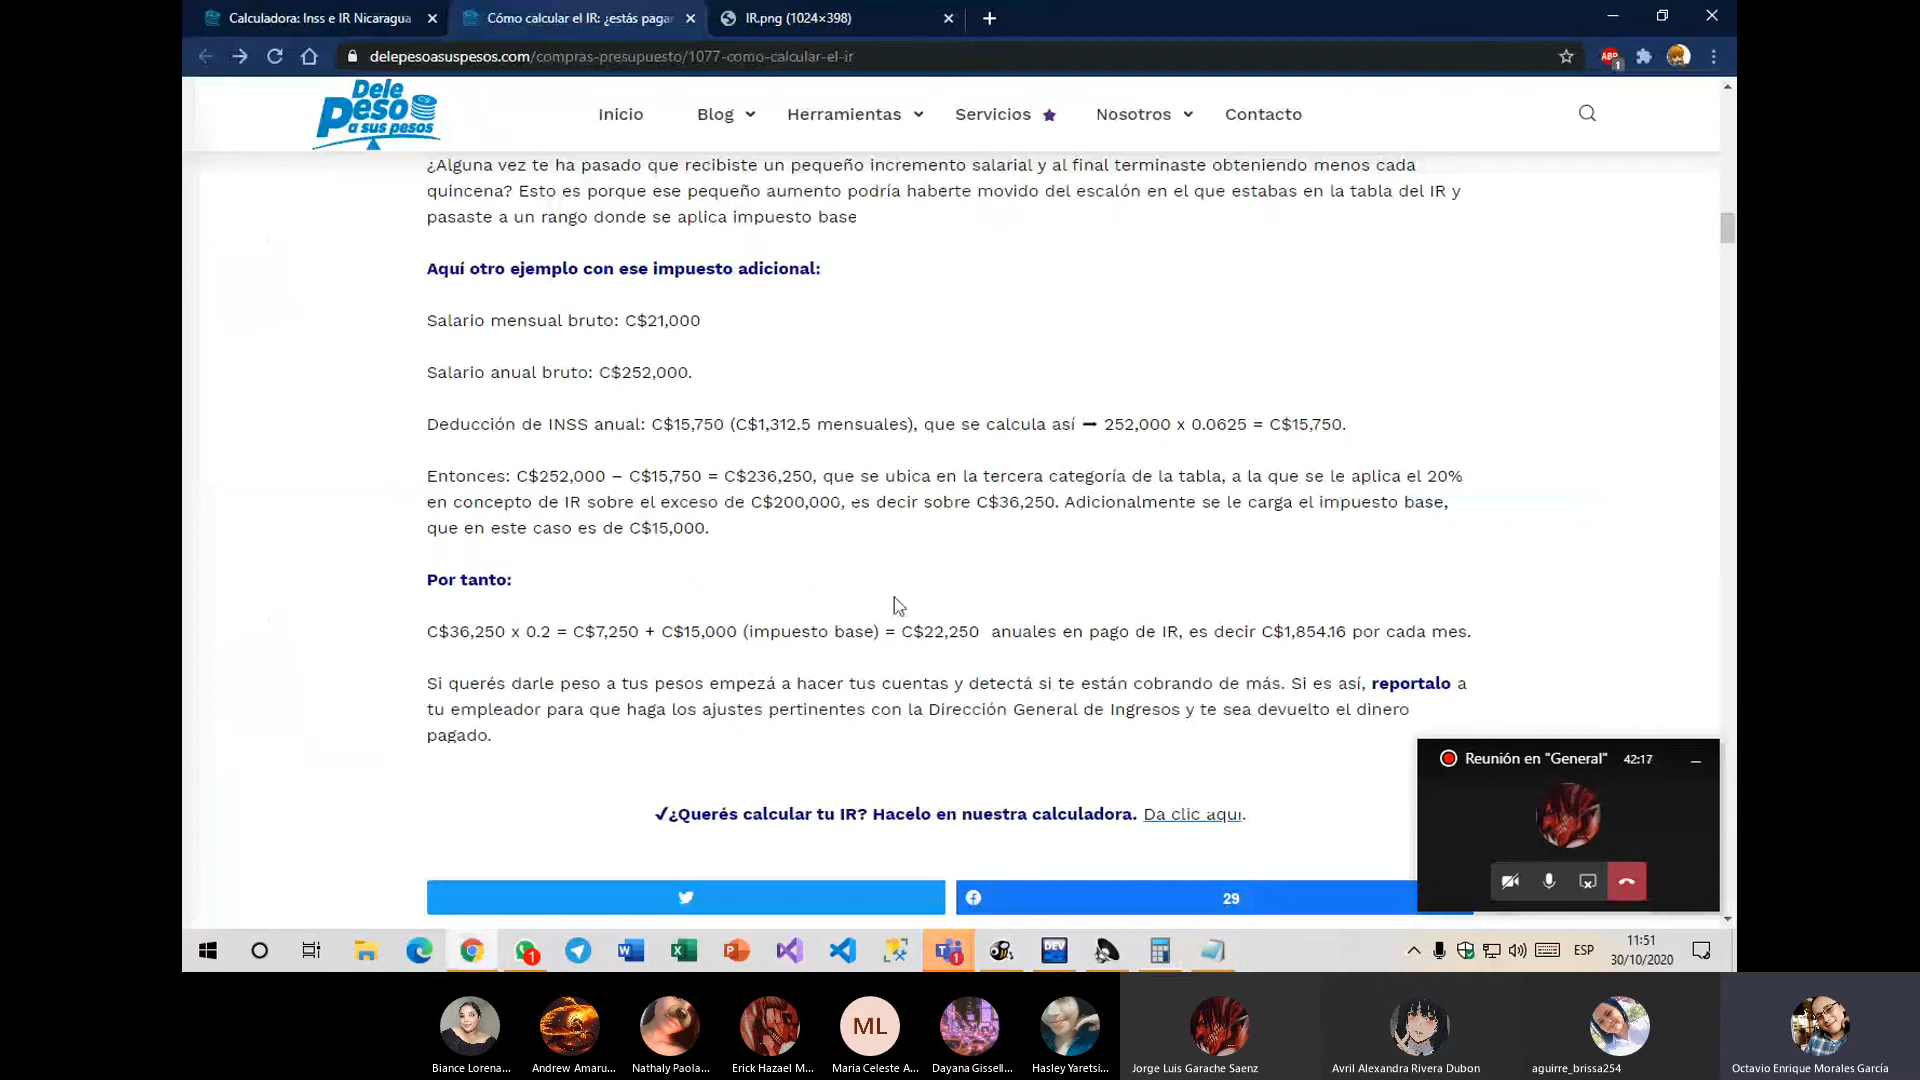 Calculadora: Inss e IR Nicaragua
Cómo calcular el IR: ¿estás pagar
IR.png (1024×398)
delepesoasuspesos.com/compras-presupuesto/1077-como-calcular-el-ir
ABP
1
Dele
Peso
a sus pesos
Inicio
Blog
Herramientas
Servicios
Nosotros
Contacto
¿Alguna vez te ha pasado que recibiste un pequeño incremento salarial y al final terminaste obteniendo menos cada
quincena? Esto es porque ese pequeño aumento podría haberte movido del escalón en el que estabas en la tabla del IR y
pasaste a un rango donde se aplica impuesto base
Aquí otro ejemplo con ese impuesto adicional:
Salario mensual bruto: C$21,000
Salario anual bruto: C$252,000.
Deducción de INSS anual: C$15,750 (C$1,312.5 mensuales), que se calcula así ➞ 252,000 x 0.0625 = C$15,750.
Entonces: C$252,000 – C$15,750 = C$236,250, que se ubica en la tercera categoría de la tabla, a la que se le aplica el 20%
en concepto de IR sobre el exceso de C$200,000, es decir sobre C$36,250. Adicionalmente se le carga el impuesto base,
que en este caso es de C$15,000.
Por tanto:
C$36,250 x 0.2 = C$7,250 + C$15,000 (impuesto base) = C$22,250 anuales en pago de IR, es decir C$1,854.16 por cada mes.
Si querés darle peso a tus pesos empezá a hacer tus cuentas y detectá si te están cobrando de más. Si es así, reportalo a
tu empleador para que haga los ajustes pertinentes con la Dirección General de Ingresos y te sea devuelto el dinero
pagado.
Reunión en "General" 42:17
✓¿Querés calcular tu IR? Hacelo en nuestra calculadora. Da clic aquí.
29
1
DEV
1
ESP
11:51
30/10/2020
ML
Biance Lorena...
Andrew Amaru...
Nathaly Paola...
Erick Hazael M...
Maria Celeste A...
Dayana Gissell...
Hasley Yaretsi...
Jorge Luis Garache Saenz
Avril Alexandra Rivera Dubon
aguirre_brissa254
Octavio Enrique Morales García